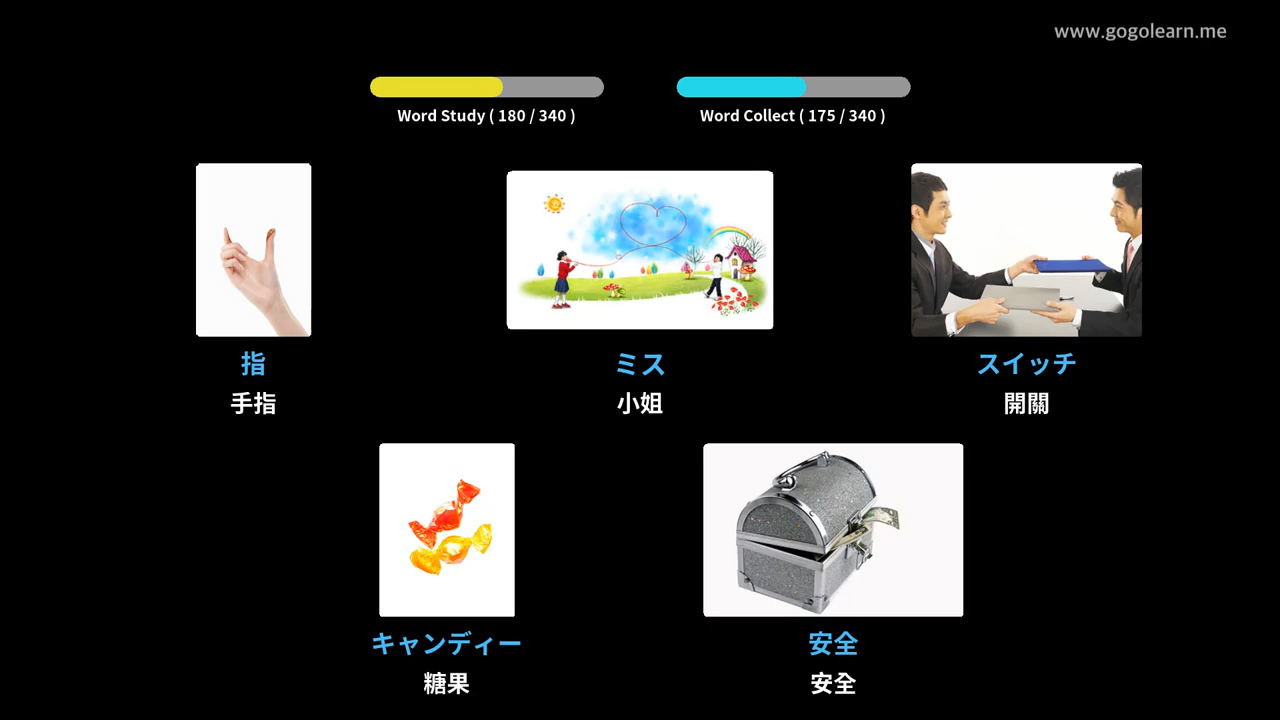 www.gogolearn.me
Word Study ( 180 / 340 )
Word Collect ( 175 / 340 )
指
手指
ミス
小姐
スイッチ
開關
キャンディー
糖果
安全
安全